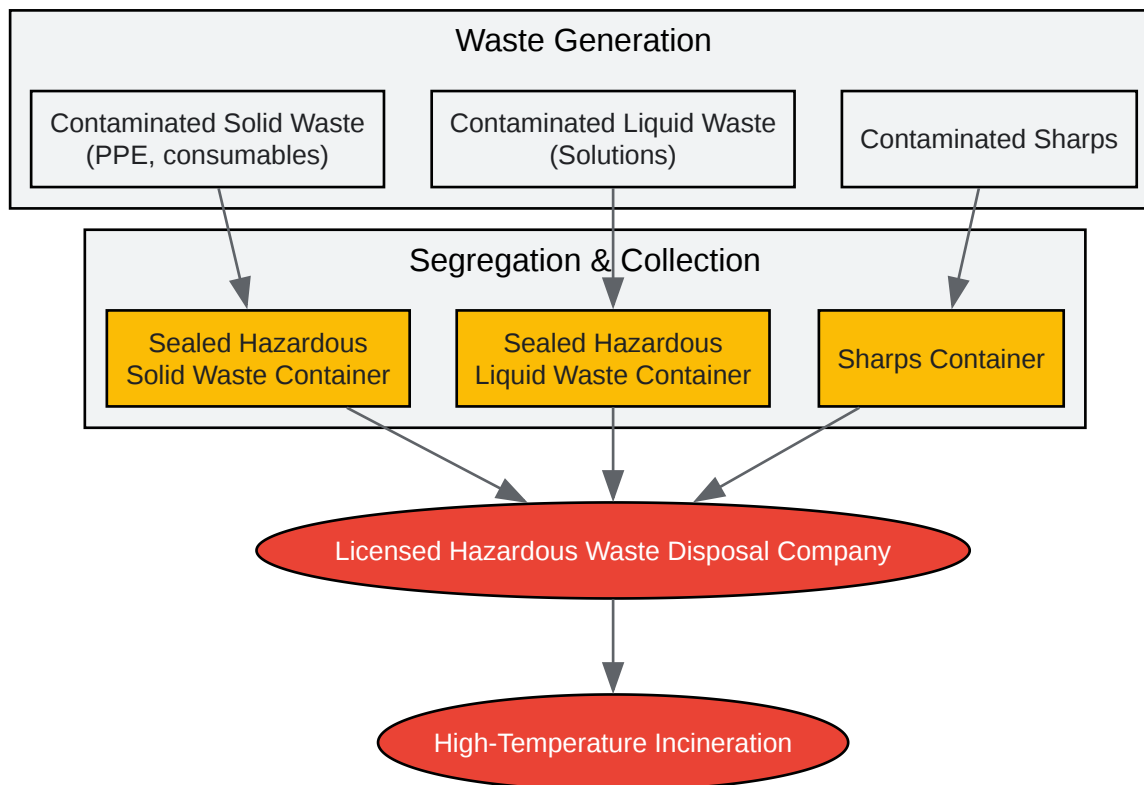 Waste Generation
Contaminated Solid Waste
(PPE, consumables)
Contaminated Liquid Waste
(Solutions)
Contaminated Sharps
Segregation & Collection
Sealed Hazardous
Solid Waste Container
Sealed Hazardous
Liquid Waste Container
Sharps Container
Licensed Hazardous Waste Disposal Company
High-Temperature Incineration